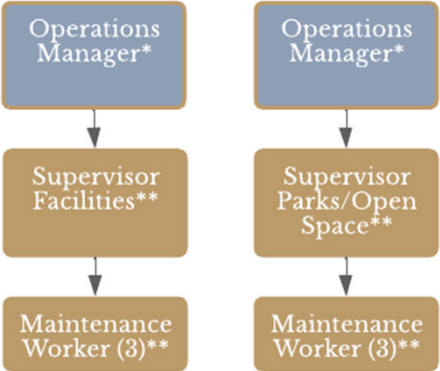 Operations
Manager*
Supervisor
Facilities**
Maintenance
Worker (3)**
Operations
Manager*
Supervisor
Parks/Open
Space**
Maintenance
Worker (3)**